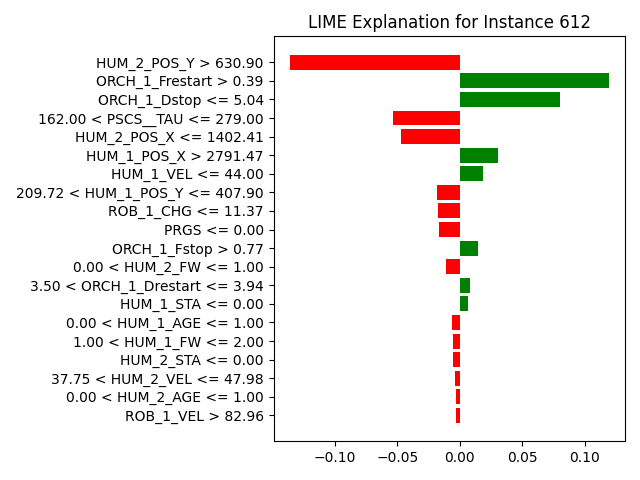 LIME Explanation for Instance 612
HUM_2_POS_Y > 630.90
ORCH_1_Frestart > 0.39
ORCH_1_Dstop <= 5.04
162.00 < PSCS__TAU <= 279.00
HUM_2_POS_X <= 1402.41
HUM_1_POS_X > 2791.47
HUM_1_VEL <= 44.00
209.72 < HUM_1_POS_Y <= 407.90
ROB_1_CHG <= 11.37
PRGS <= 0.00
ORCH_1_Fstop > 0.77
0.00 < HUM_2_FW <= 1.00
3.50 < ORCH_1_Drestart <= 3.94
HUM_1_STA <= 0.00
0.00 < HUM_1_AGE <= 1.00
1.00 < HUM_1_FW <= 2.00
HUM_2_STA <= 0.00
37.75 < HUM_2_VEL <= 47.98
0.00 < HUM_2_AGE <= 1.00
ROB_1_VEL > 82.96
−0.10 −0.05 0.00 0.05 0.10